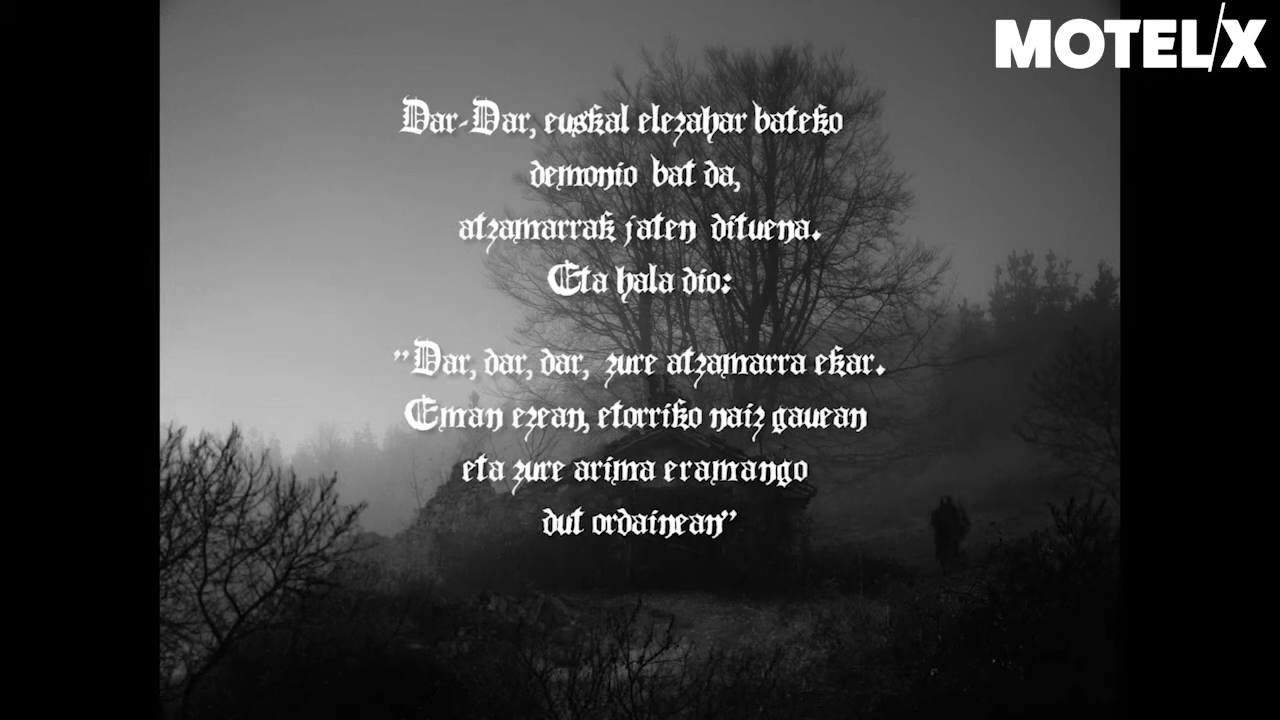 MOTEL/X
Dar-Dar, euskal elezahar bateko
demonio bat da,
atzamarrak jaten dituena.
Eta hala dio:
"Dar, dar, dar, zure atzamarra ekar.
Eman ezean, etorriko naiz gauean
eta zure arima eramango
dut ordainean"